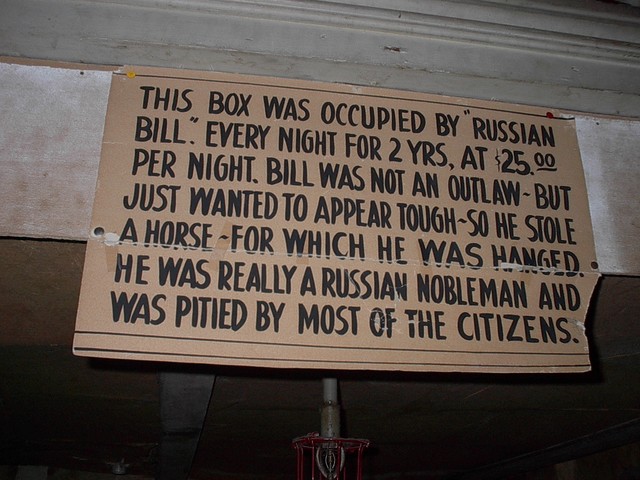 THIS BOX WAS OCCUPIED BY "RUSSIAN
BILL." EVERY NIGHT FOR 2 YRS, AT $25.00
PER NIGHT. BILL WAS NOT AN OUTLAW - BUT
JUST WANTED TO APPEAR TOUGH - SO HE STOLE
A HORSE - FOR WHICH HE WAS HANGED.
HE WAS REALLY A RUSSIAN NOBLEMAN AND
WAS PITIED BY MOST OF THE CITIZENS.